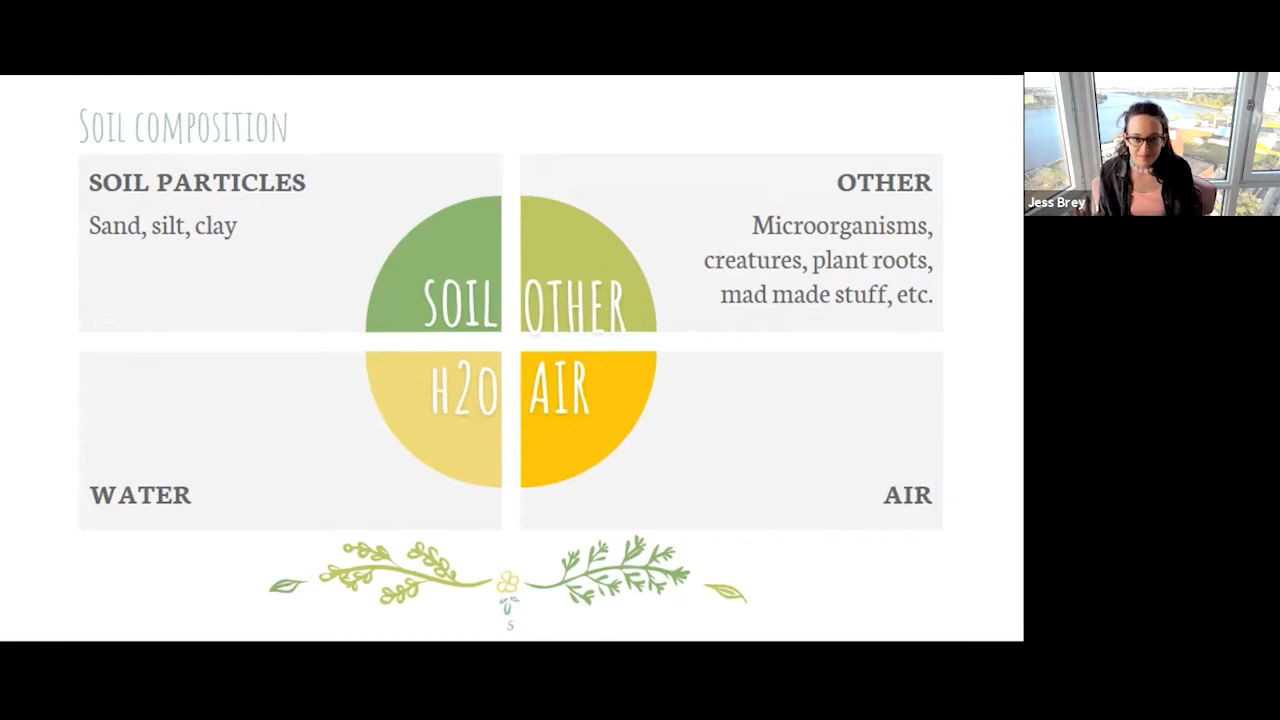 Soil composition
SOIL PARTICLES
Sand, silt, clay
OTHER
Microorganisms,
creatures, plant roots,
mad made stuff, etc.
SOIL
OTHER
H2O
AIR
WATER
AIR
5
Jess Brey